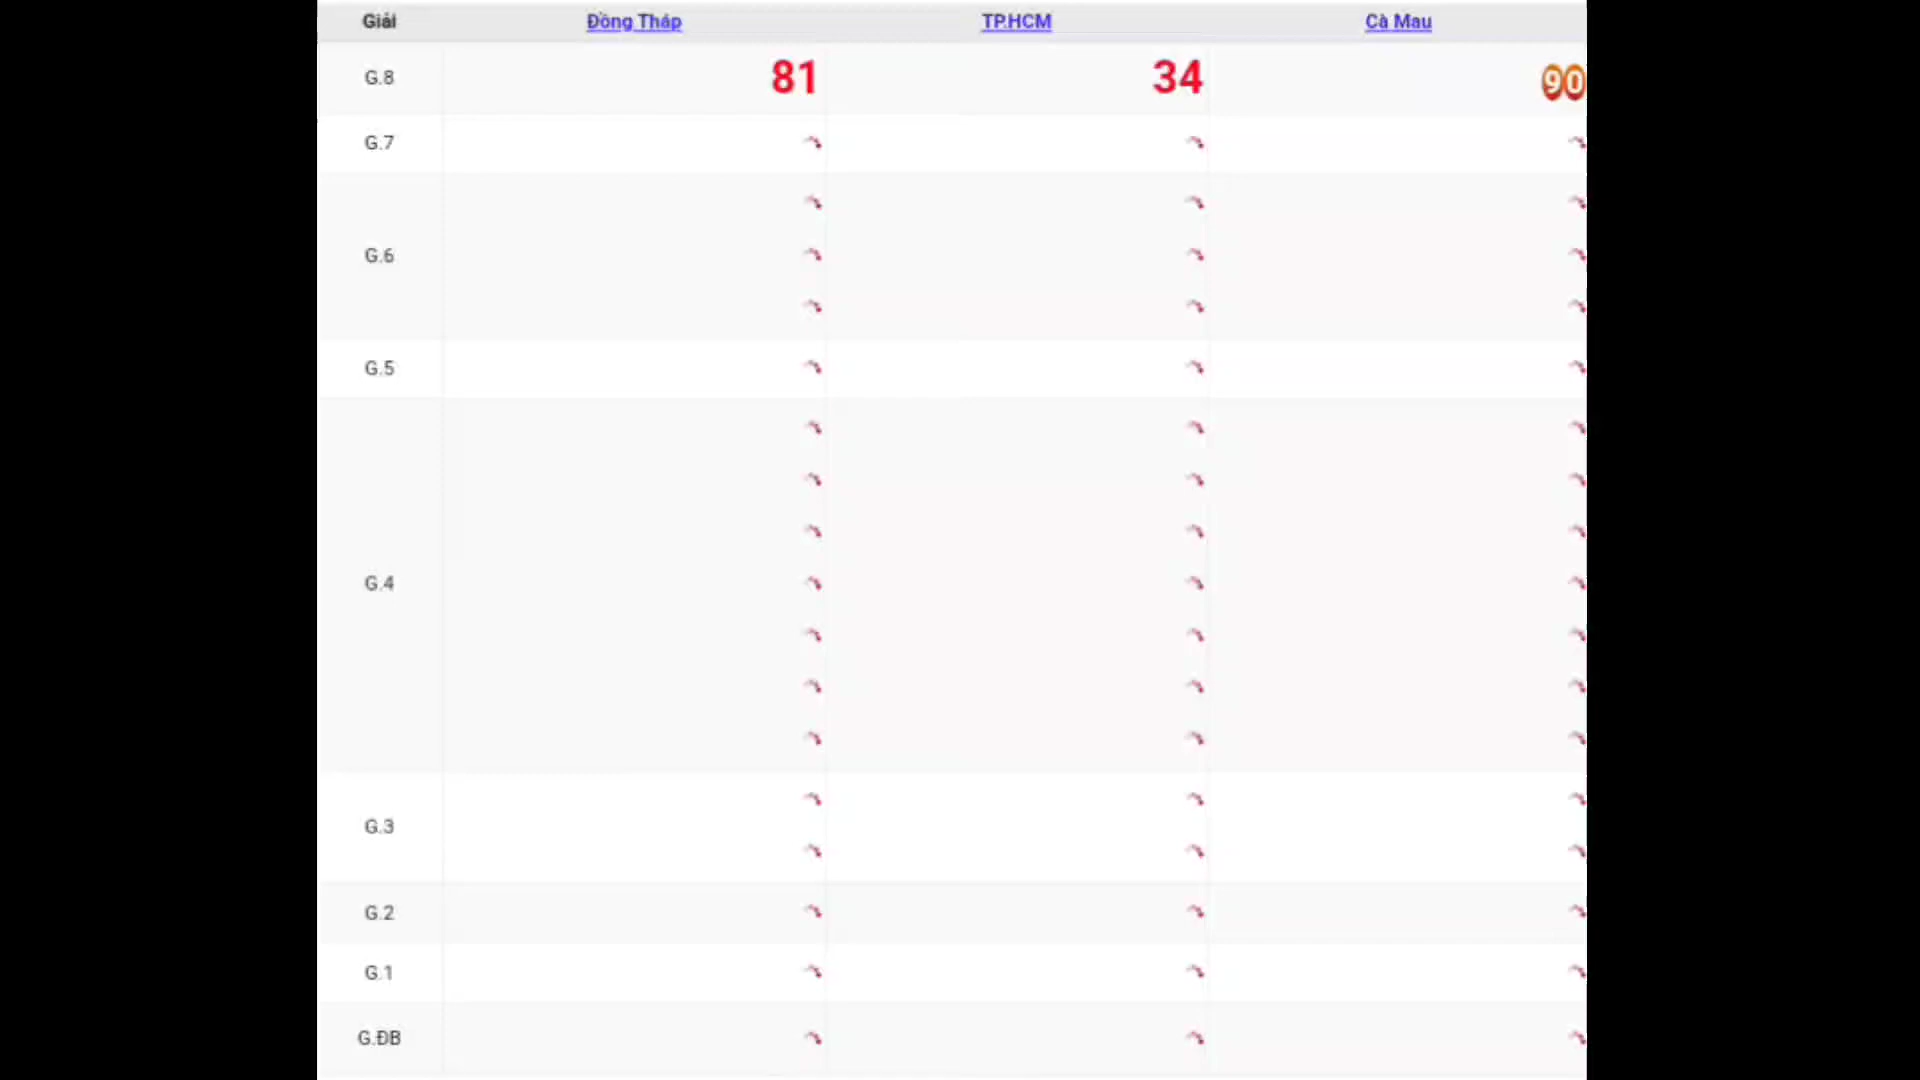 Giải Đồng Tháp TP.HCM Cà Mau
G.8 81 34 90
G.7
G.6
G.5
G.4
G.3
G.2
G.1
G.ĐB